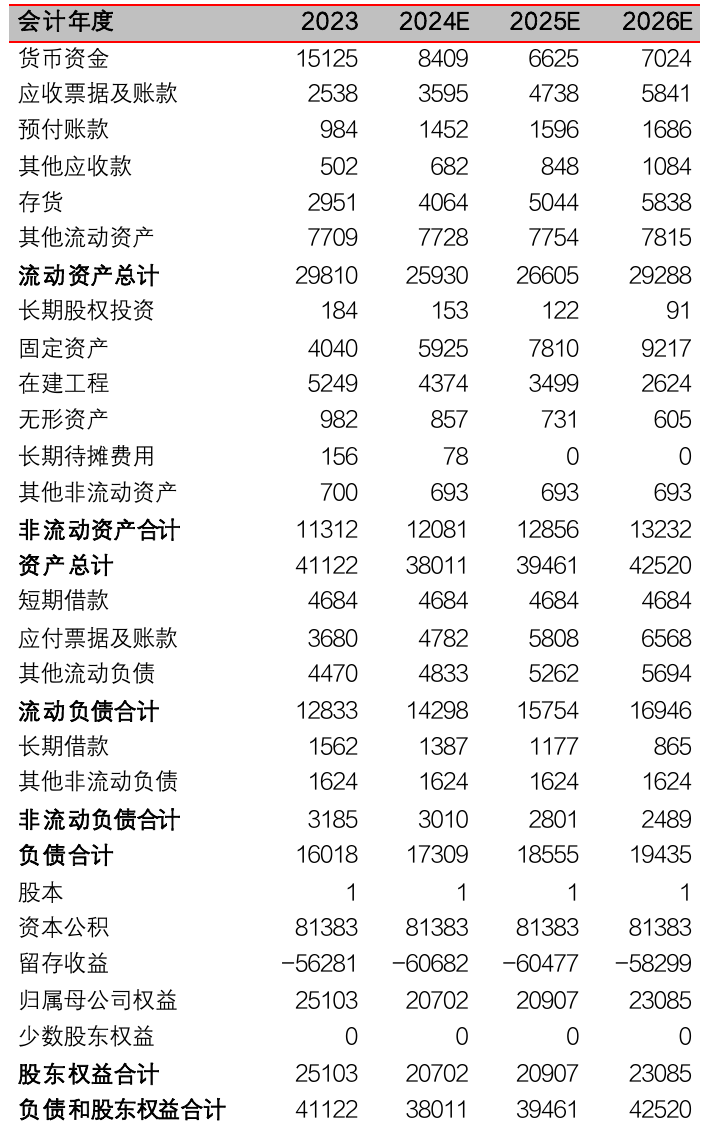 会计年度 2023 2024E 2025E 2026E
货币资金 15125 8409 6625 7024
应收票据及账款 2538 3595 4738 5841
预付账款 984 1452 1596 1686
其他应收款 502 682 848 1084
存货 2951 4064 5044 5838
其他流动资产 7709 7728 7754 7815
流动资产总计 29810 25930 26605 29288
长期股权投资 184 153 122 91
固定资产 4040 5925 7810 9217
在建工程 5249 4374 3499 2624
无形资产 982 857 731 605
长期待摊费用 156 78 0 0
其他非流动资产 700 693 693 693
非流动资产合计 11312 12081 12856 13232
资产总计 41122 38011 39461 42520
短期借款 4684 4684 4684 4684
应付票据及账款 3680 4782 5808 6568
其他流动负债 4470 4833 5262 5694
流动负债合计 12833 14298 15754 16946
长期借款 1562 1387 1177 865
其他非流动负债 1624 1624 1624 1624
非流动负债合计 3185 3010 2801 2489
负债合计 16018 17309 18555 19435
股本 1 1 1 1
资本公积 81383 81383 81383 81383
留存收益 -56281 -60682 -60477 -58299
归属母公司权益 25103 20702 20907 23085
少数股东权益 0 0 0 0
股东权益合计 25103 20702 20907 23085
负债和股东权益合计 41122 38011 39461 42520